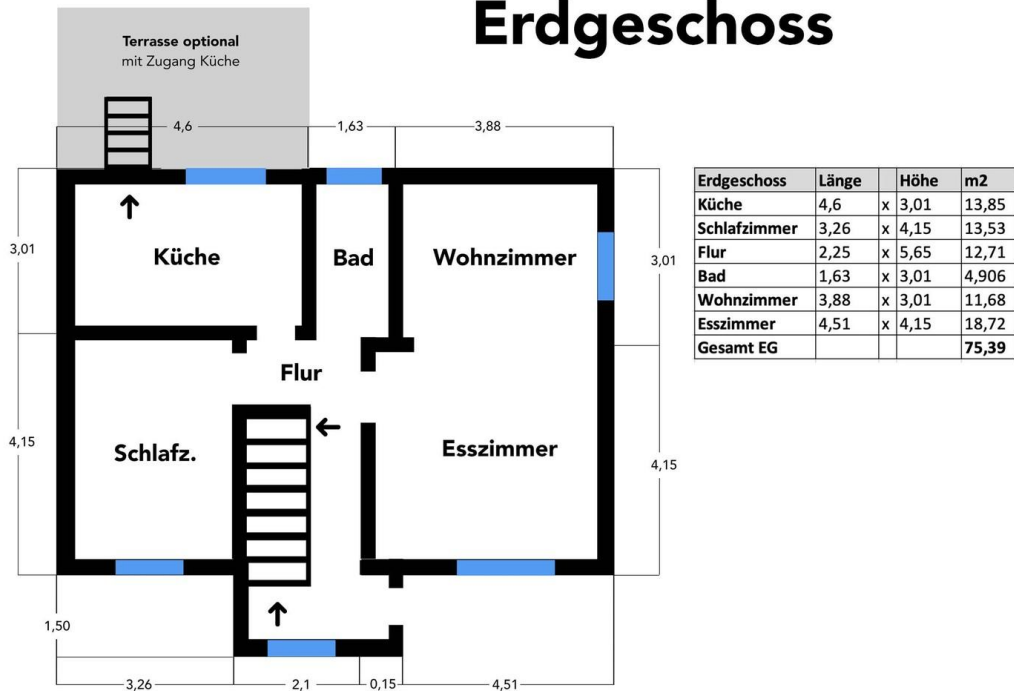 Erdgeschoss
Terrasse optional
mit Zugang Küche
4,6
1,63
3,88
3,01
Küche
Bad
Wohnzimmer
3,01
Flur
4,15
Schlafz.
Esszimmer
4,15
1,50
3,26
2,1
0,15
4,51
Erdgeschoss Länge Höhe m2
Küche 4,6 x 3,01 13,85
Schlafzimmer 3,26 x 4,15 13,53
Flur 2,25 x 5,65 12,71
Bad 1,63 x 3,01 4,906
Wohnzimmer 3,88 x 3,01 11,68
Esszimmer 4,51 x 4,15 18,72
Gesamt EG 75,39